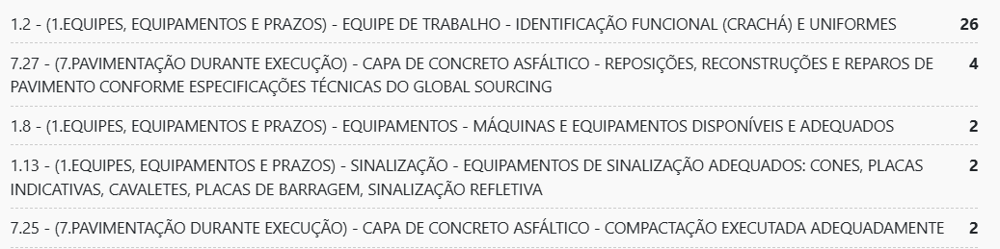 1.2 - (1.EQUIPES, EQUIPAMENTOS E PRAZOS) - EQUIPE DE TRABALHO - IDENTIFICAÇÃO FUNCIONAL (CRACHÁ) E UNIFORMES 26
7.27 - (7.PAVIMENTAÇÃO DURANTE EXECUÇÃO) - CAPA DE CONCRETO ASFÁLTICO - REPOSIÇÕES, RECONSTRUÇÕES E REPAROS DE 4
PAVIMENTO CONFORME ESPECIFICAÇÕES TÉCNICAS DO GLOBAL SOURCING
1.8 - (1.EQUIPES, EQUIPAMENTOS E PRAZOS) - EQUIPAMENTOS - MÁQUINAS E EQUIPAMENTOS DISPONÍVEIS E ADEQUADOS 2
1.13 - (1.EQUIPES, EQUIPAMENTOS E PRAZOS) - SINALIZAÇÃO - EQUIPAMENTOS DE SINALIZAÇÃO ADEQUADOS: CONES, PLACAS 2
INDICATIVAS, CAVALETES, PLACAS DE BARRAGEM, SINALIZAÇÃO REFLETIVA
7.25 - (7.PAVIMENTAÇÃO DURANTE EXECUÇÃO) - CAPA DE CONCRETO ASFÁLTICO - COMPACTAÇÃO EXECUTADA ADEQUADAMENTE 2